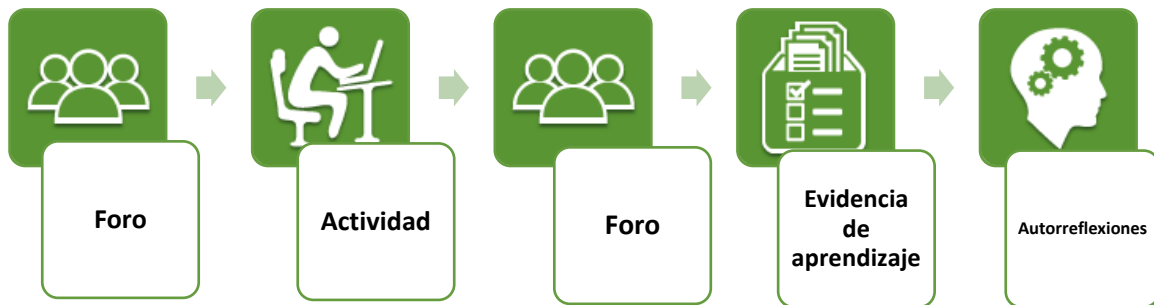 Foro
Actividad
Foro
Evidencia
de
aprendizaje
Autorreflexiones